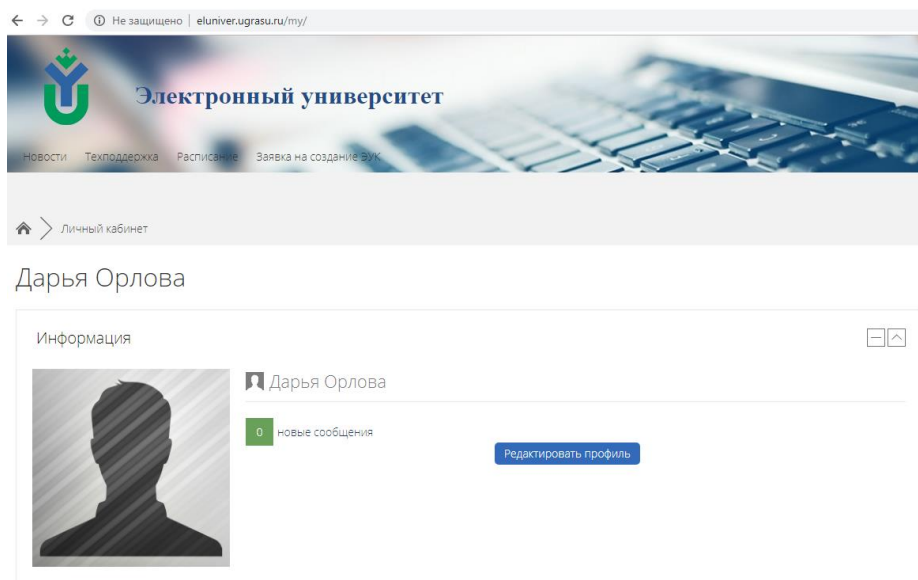 Не защищено | eluniver.ugrasu.ru/my/
Электронный университет
Новости Техподдержка Расписание Заявка на создание ЭУК
Личный кабинет
Дарья Орлова
Информация
Дарья Орлова
0 новые сообщения
Редактировать профиль